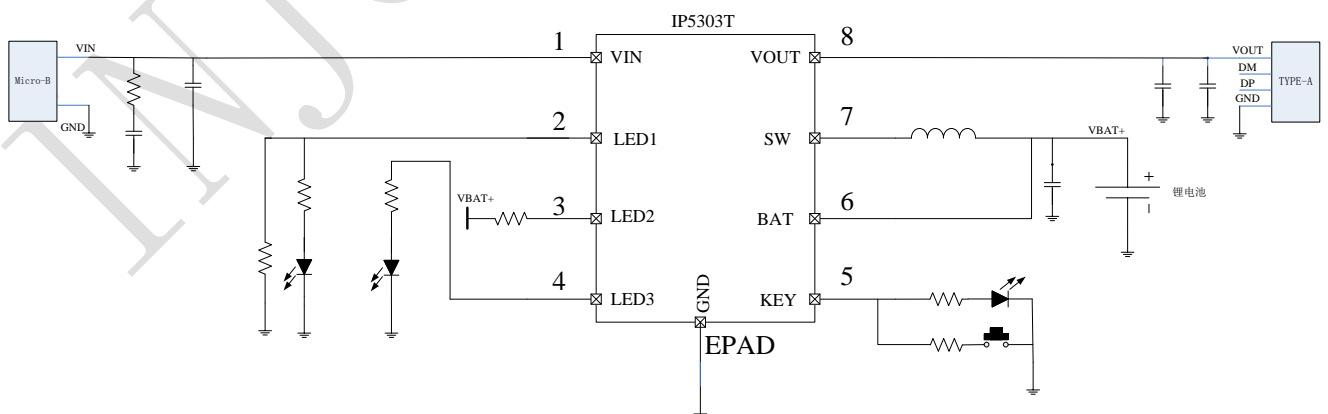 IP5303T
1
8
VIN
VIN
VOUT
VOUT
Micro-B
DM
DP
TYPE-A
GND
GND
2
7
LED1
SW
VBAT+
VBAT+
3
6
+
锂电池
LED2
BAT
-
4
5
LED3
GND
KEY
EPAD